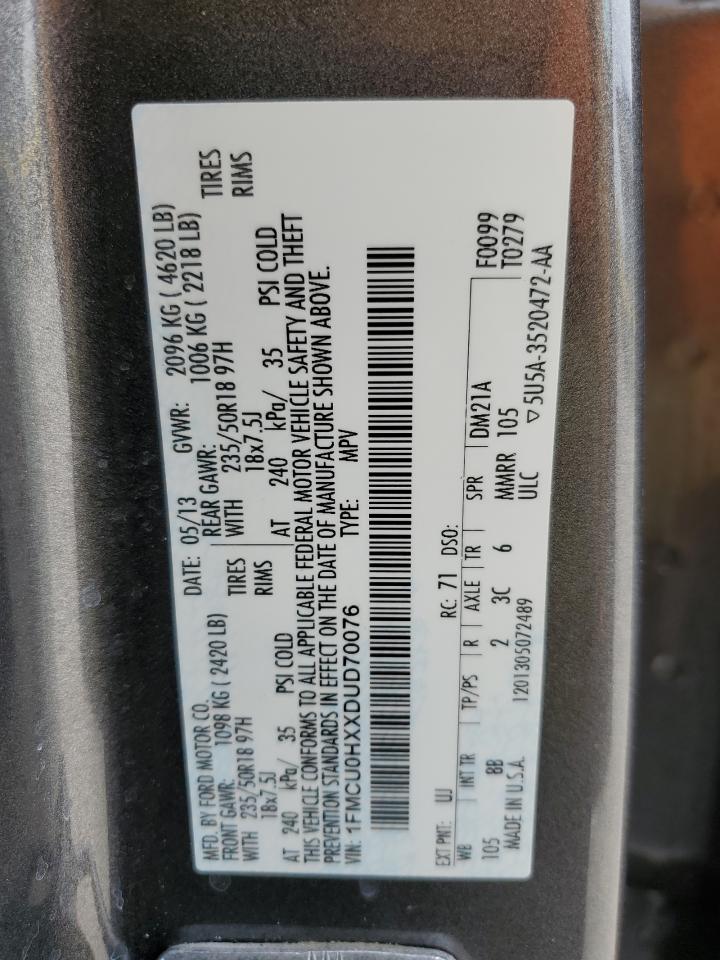 MFD. BY FORD MOTOR CO.
DATE: 05/13 GVWR: 2096 KG ( 4620 LB)
FRONT GAWR: 1098 KG ( 2420 LB) REAR GAWR: 1006 KG ( 2218 LB)
WITH 235/50R18 97H TIRES WITH 235/50R18 97H TIRES
18x7.5J RIMS 18x7.5J RIMS
AT 240 kPa/ 35 PSI COLD AT 240 kPa/ 35 PSI COLD
THIS VEHICLE CONFORMS TO ALL APPLICABLE FEDERAL MOTOR VEHICLE SAFETY AND THEFT
PREVENTION STANDARDS IN EFFECT ON THE DATE OF MANUFACTURE SHOWN ABOVE.
VIN: 1FMCU0HXXDUD70076 TYPE: MPV
EXT PNT: UJ RC: 71 DSO: F0099
WB INT TR TP/PS R AXLE TR SPR DM21A T0279
105 8B 2 3C 6 MMRR 105
MADE IN U.S.A. 1201305072489 ULC ▽5U5A-3520472-AA